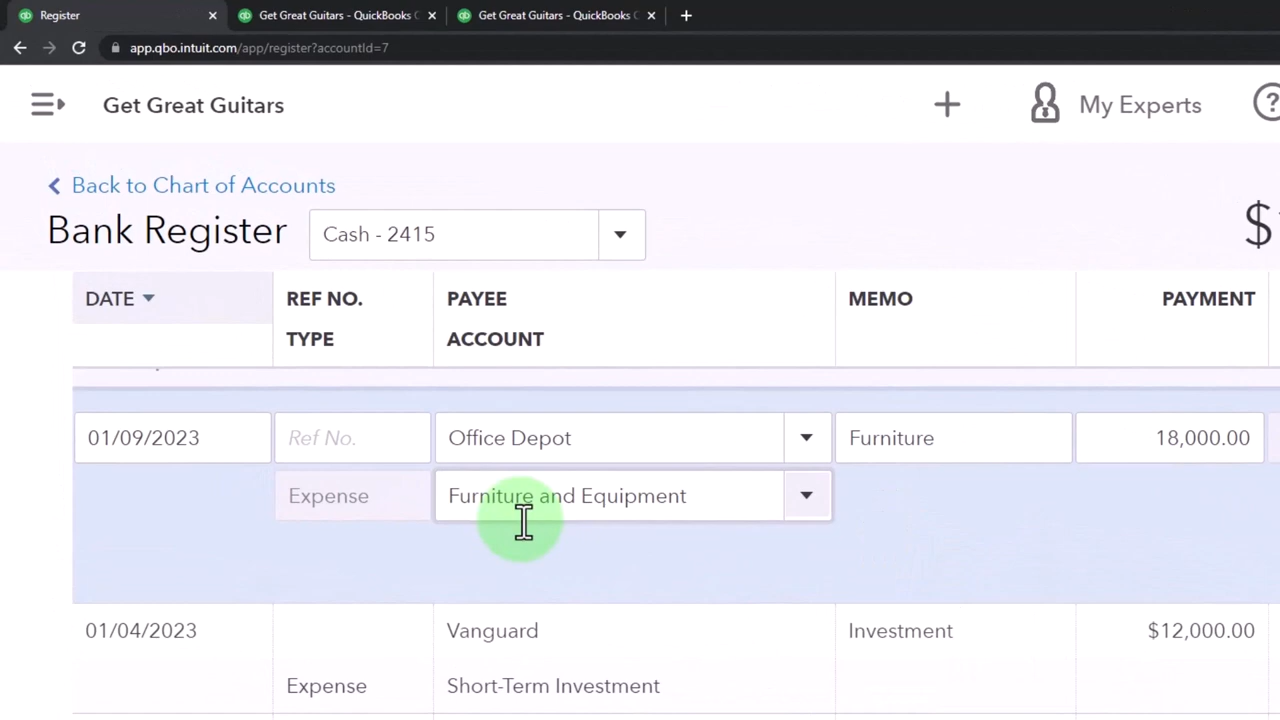 Register
Get Great Guitars - QuickBooks C
Get Great Guitars - QuickBooks C
app.qbo.intuit.com/app/register?accountId=7
Get Great Guitars
My Experts
Back to Chart of Accounts
Bank Register Cash - 2415 $
DATE REF NO. PAYEE MEMO PAYMENT
TYPE ACCOUNT
01/09/2023 Ref No. Office Depot Furniture 18,000.00
Expense Furniture and Equipment
01/04/2023 Vanguard Investment $12,000.00
Expense Short-Term Investment